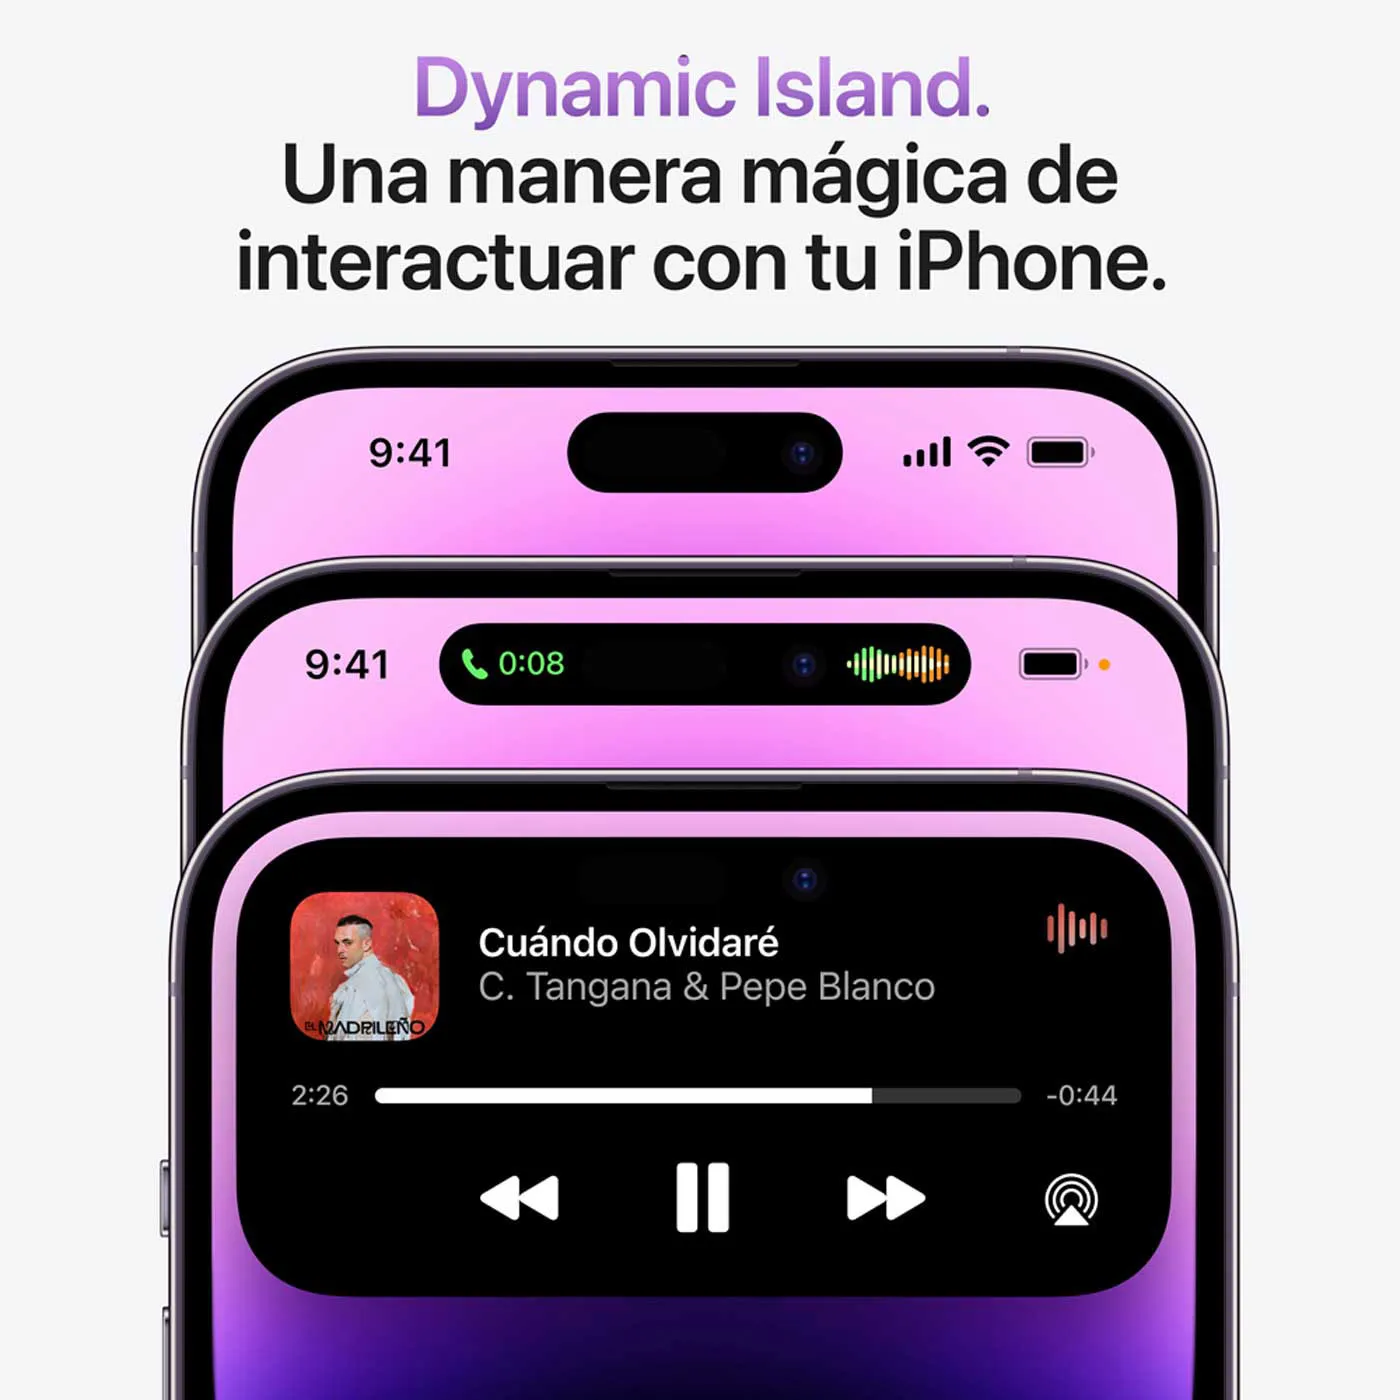 Dynamic Island.
Una manera mágica de
interactuar con tu iPhone.
9:41
9:41 0:08
Cuándo Olvidaré
C. Tangana & Pepe Blanco
EL MADRILEÑO
2:26 -0:44